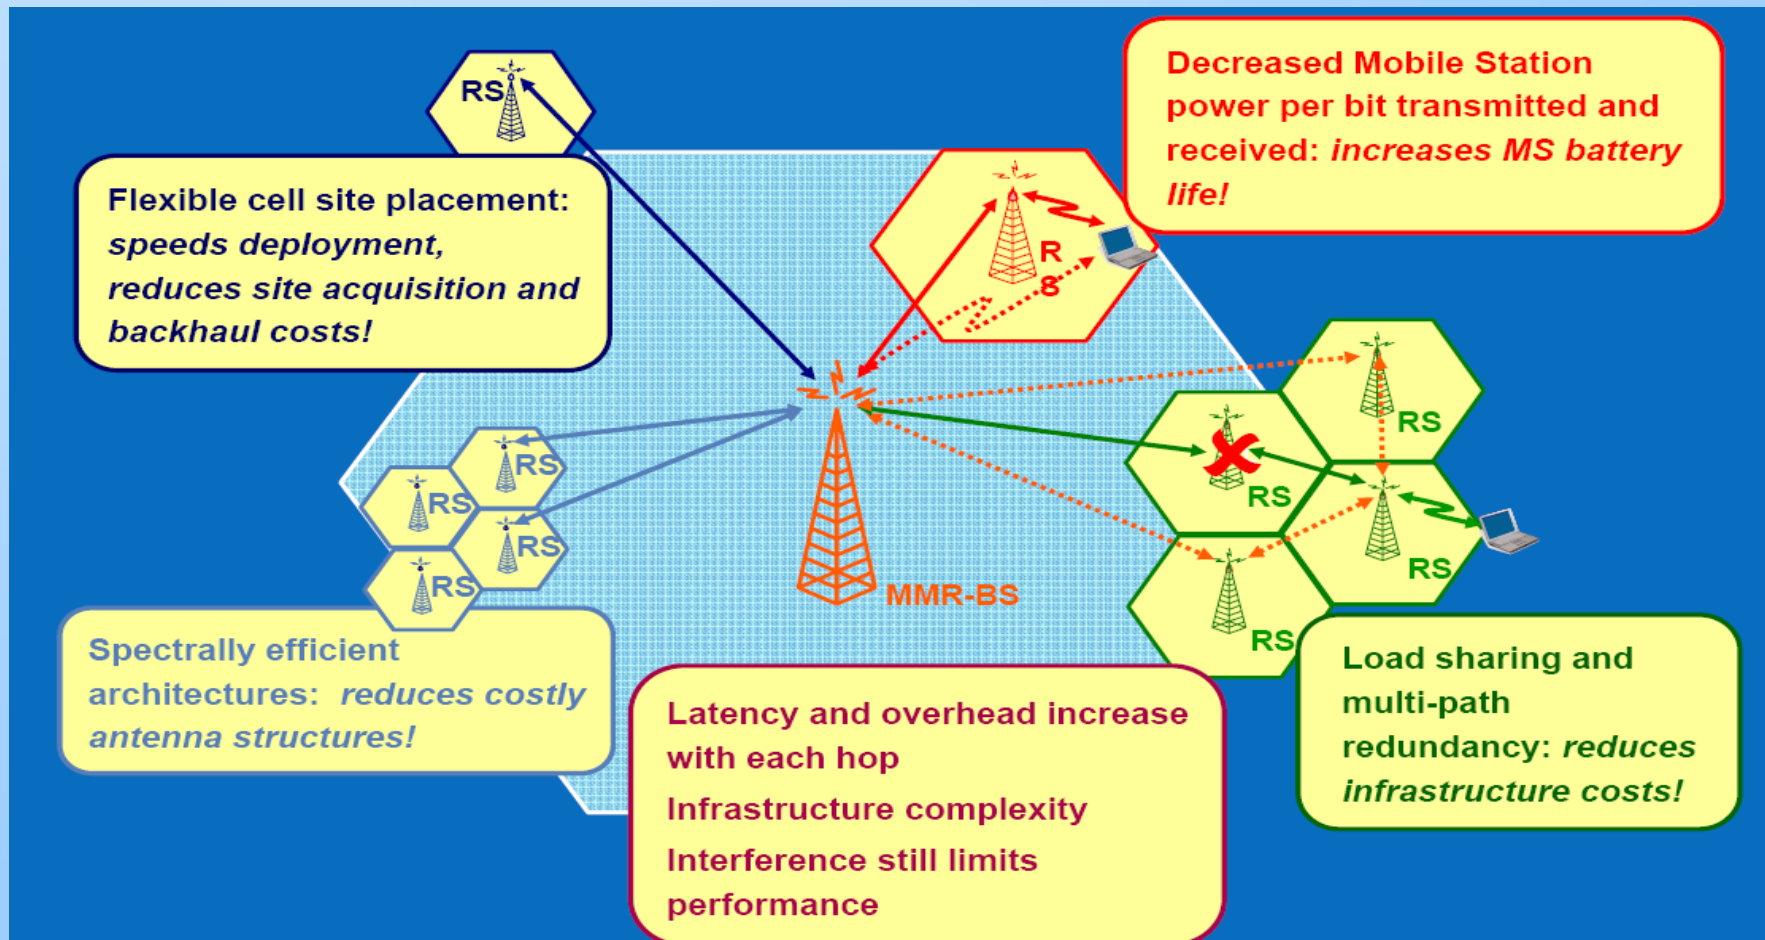 RS
Decreased Mobile Station
power per bit transmitted and
received: increases MS battery
life!
Flexible cell site placement:
speeds deployment,
reduces site acquisition and
backhaul costs!
R
S
RS
RS
RS
RS
RS
RS
RS
RS
MMR-BS
RS
Spectrally efficient
architectures: reduces costly
antenna structures!
Latency and overhead increase
with each hop
Infrastructure complexity
Interference still limits
performance
Load sharing and
multi-path
redundancy: reduces
infrastructure costs!